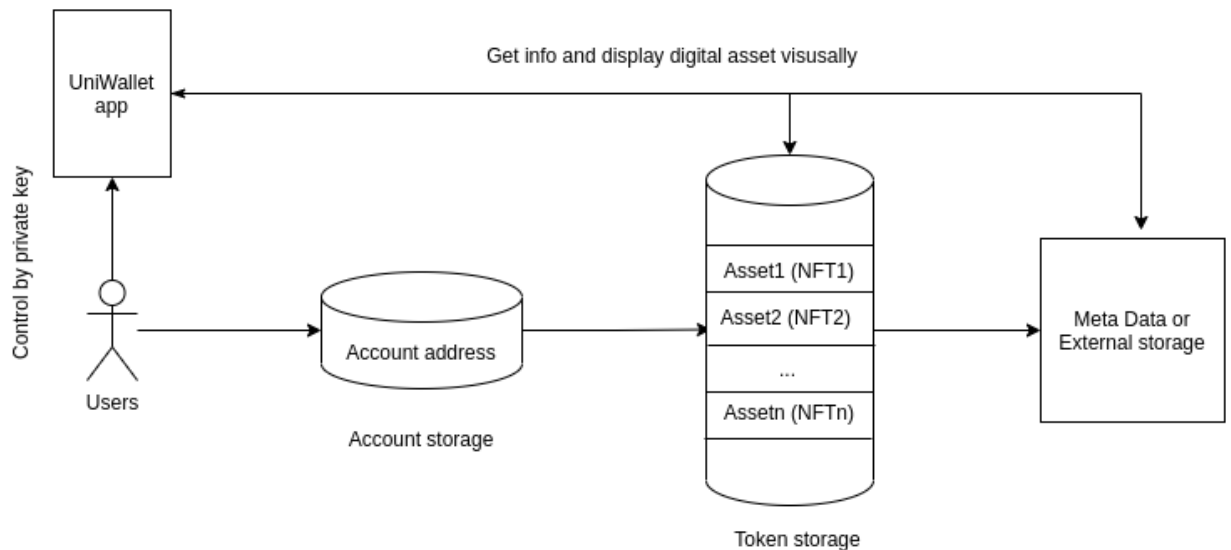 Get info and display digital asset visusally
UniWallet
app
Control by private key
Users
Account address
Account storage
Asset1 (NFT1)
Asset2 (NFT2)
...
Assetn (NFTn)
Token storage
Meta Data or
External storage